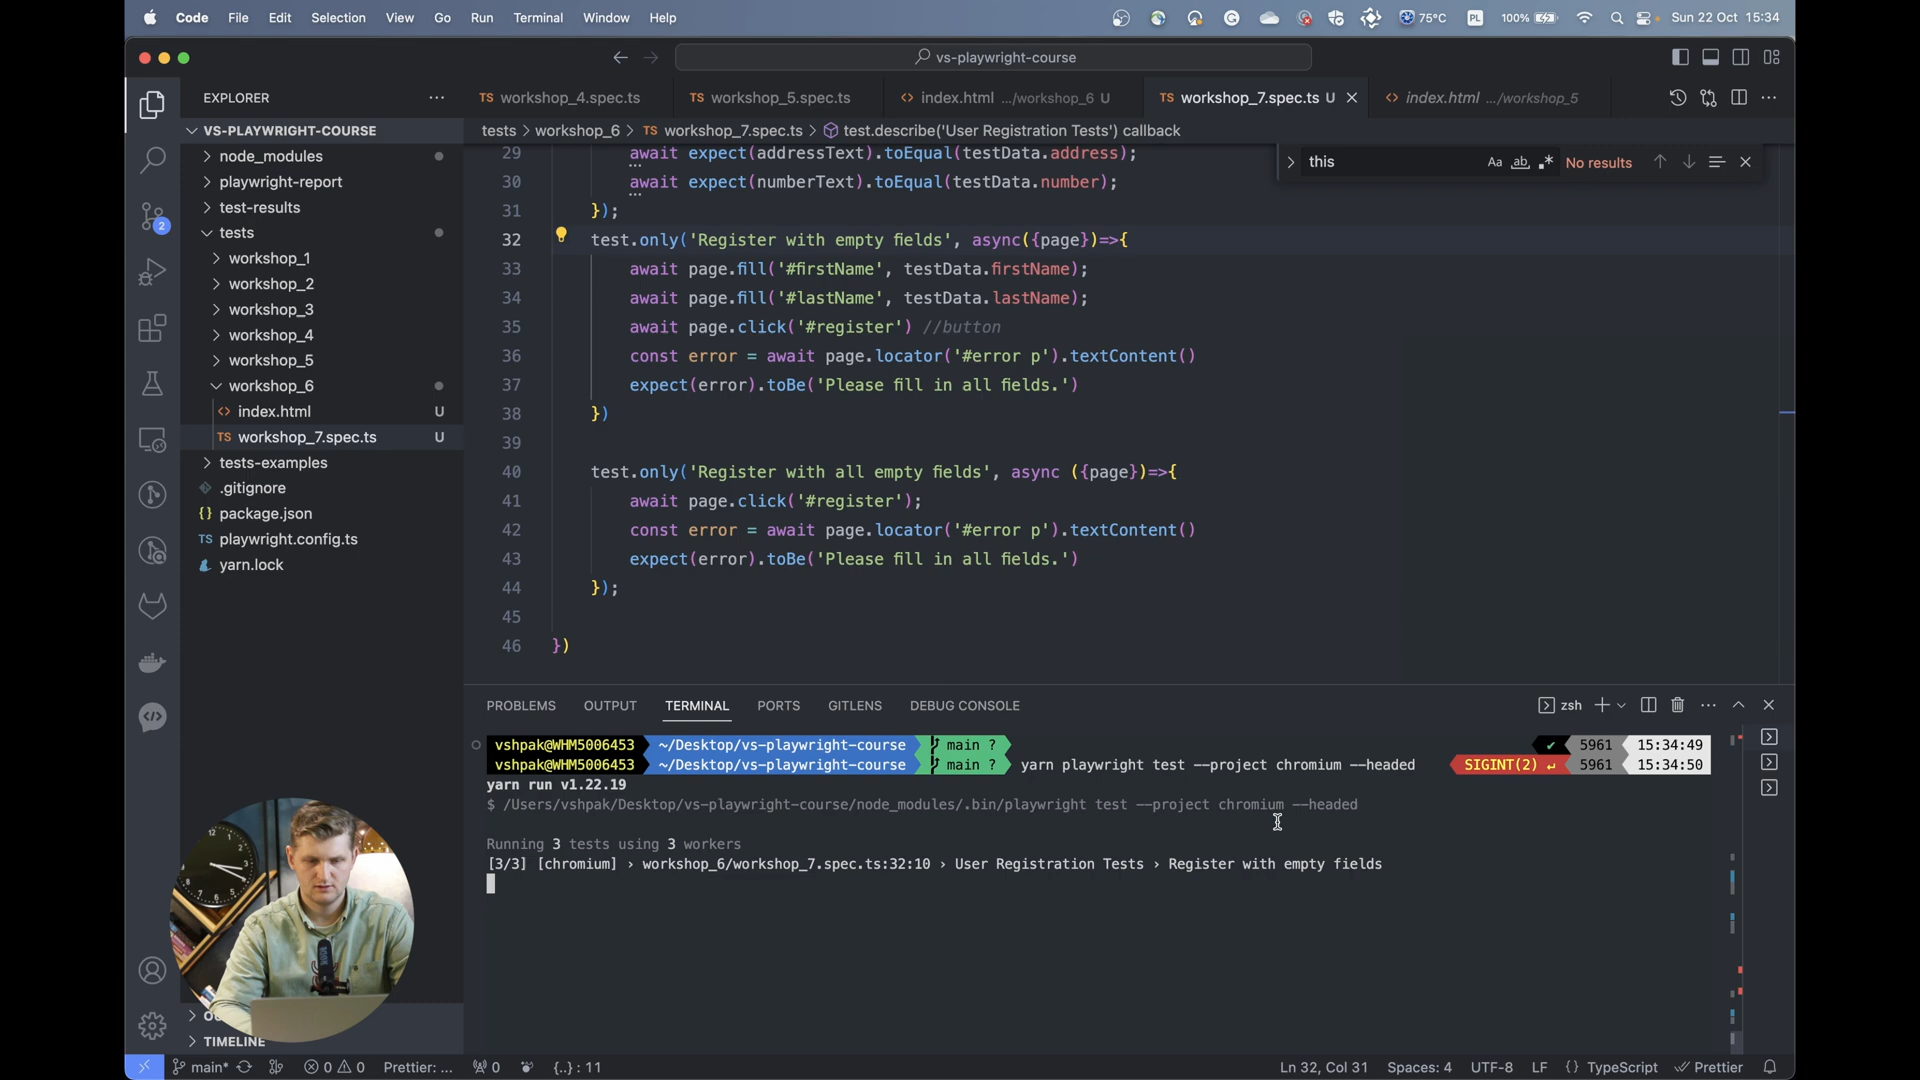 Code File Edit Selection View Go Run Terminal Window Help
75°C PL 100% Sun 22 Oct 15:34
vs-playwright-course
EXPLORER
TS workshop_4.spec.ts
TS workshop_5.spec.ts
<> index.html .../workshop_6 U
TS workshop_7.spec.ts U
<> index.html .../workshop_5
VS-PLAYWRIGHT-COURSE
tests > workshop_6 > TS workshop_7.spec.ts > test.describe('User Registration Tests') callback
this Aa ab No results
node_modules
playwright-report
test-results
tests
workshop_1
workshop_2
workshop_3
workshop_4
workshop_5
workshop_6
<> index.html U
TS workshop_7.spec.ts U
tests-examples
.gitignore
{} package.json
TS playwright.config.ts
yarn.lock
TIMELINE
2
29 await expect(addressText).toEqual(testData.address);
30 await expect(numberText).toEqual(testData.number);
31 });
32 test.only('Register with empty fields', async({page})=>{
33 await page.fill('#firstName', testData.firstName);
34 await page.fill('#lastName', testData.lastName);
35 await page.click('#register') //button
36 const error = await page.locator('#error p').textContent()
37 expect(error).toBe('Please fill in all fields.')
38 })
39
40 test.only('Register with all empty fields', async ({page})=>{
41 await page.click('#register');
42 const error = await page.locator('#error p').textContent()
43 expect(error).toBe('Please fill in all fields.')
44 });
45
46 })
PROBLEMS OUTPUT TERMINAL PORTS GITLENS DEBUG CONSOLE zsh
vshpak@WHM5006453 ~/Desktop/vs-playwright-course main ? ✔ 5961 15:34:49
vshpak@WHM5006453 ~/Desktop/vs-playwright-course main ? yarn playwright test --project chromium --headed SIGINT(2) ↵ 5961 15:34:50
yarn run v1.22.19
$ /Users/vshpak/Desktop/vs-playwright-course/node_modules/.bin/playwright test --project chromium --headed
Running 3 tests using 3 workers
[3/3] [chromium] › workshop_6/workshop_7.spec.ts:32:10 › User Registration Tests › Register with empty fields
main* 0 0 Prettier: ... 0 {..} : 11 Ln 32, Col 31 Spaces: 4 UTF-8 LF {} TypeScript Prettier